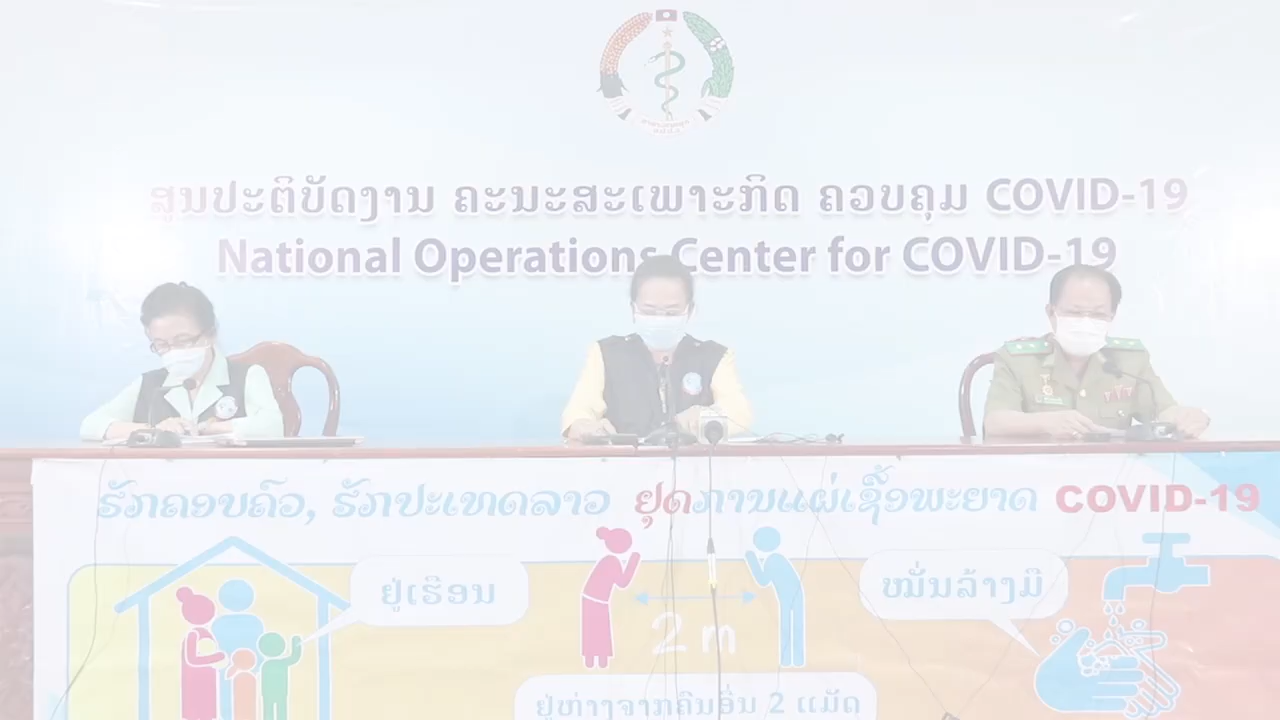 ສູນປະຕິບັດງານ ຄະນະສະເພາະກິດ ຄວບຄຸມ COVID-19
National Operations Center for COVID-19
ຮັກຄອບຄົວ, ຮັກປະເທດລາວ ຢຸດການແຜ່ເຊື້ອພະຍາດ COVID-19
ຢູ່ເຮືອນ
ໝັ່ນລ້າງມື
2 m
ຢູ່ຫ່າງຈາກຄົນອື່ນ 2 ແມັດ